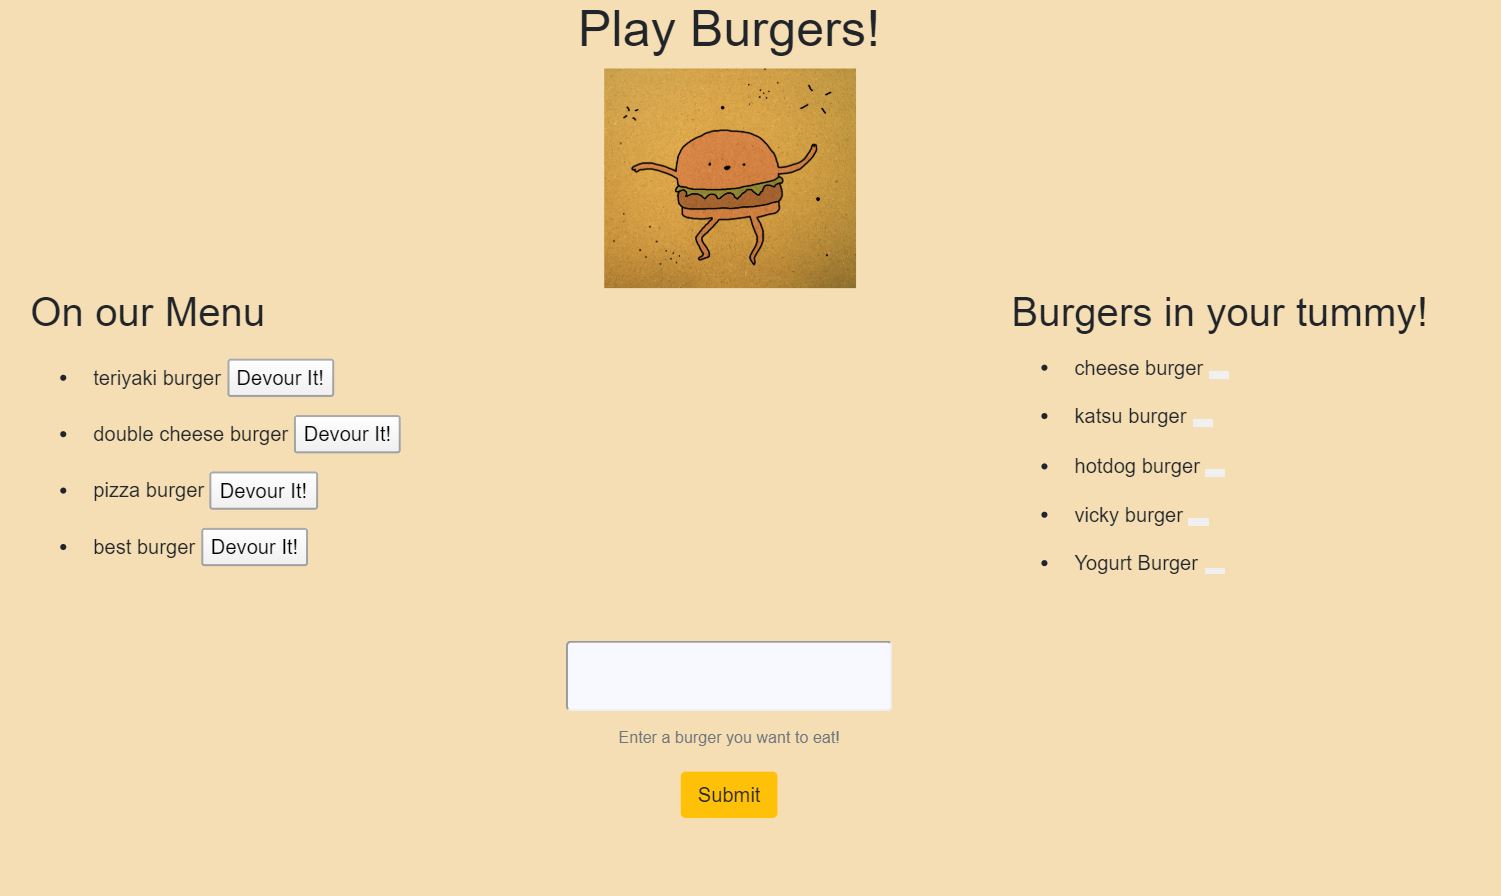 Play Burgers!
On our Menu
teriyaki burger Devour It!
double cheese burger Devour It!
pizza burger Devour It!
best burger Devour It!
Burgers in your tummy!
cheese burger
katsu burger
hotdog burger
vicky burger
Yogurt Burger
Enter a burger you want to eat!
Submit